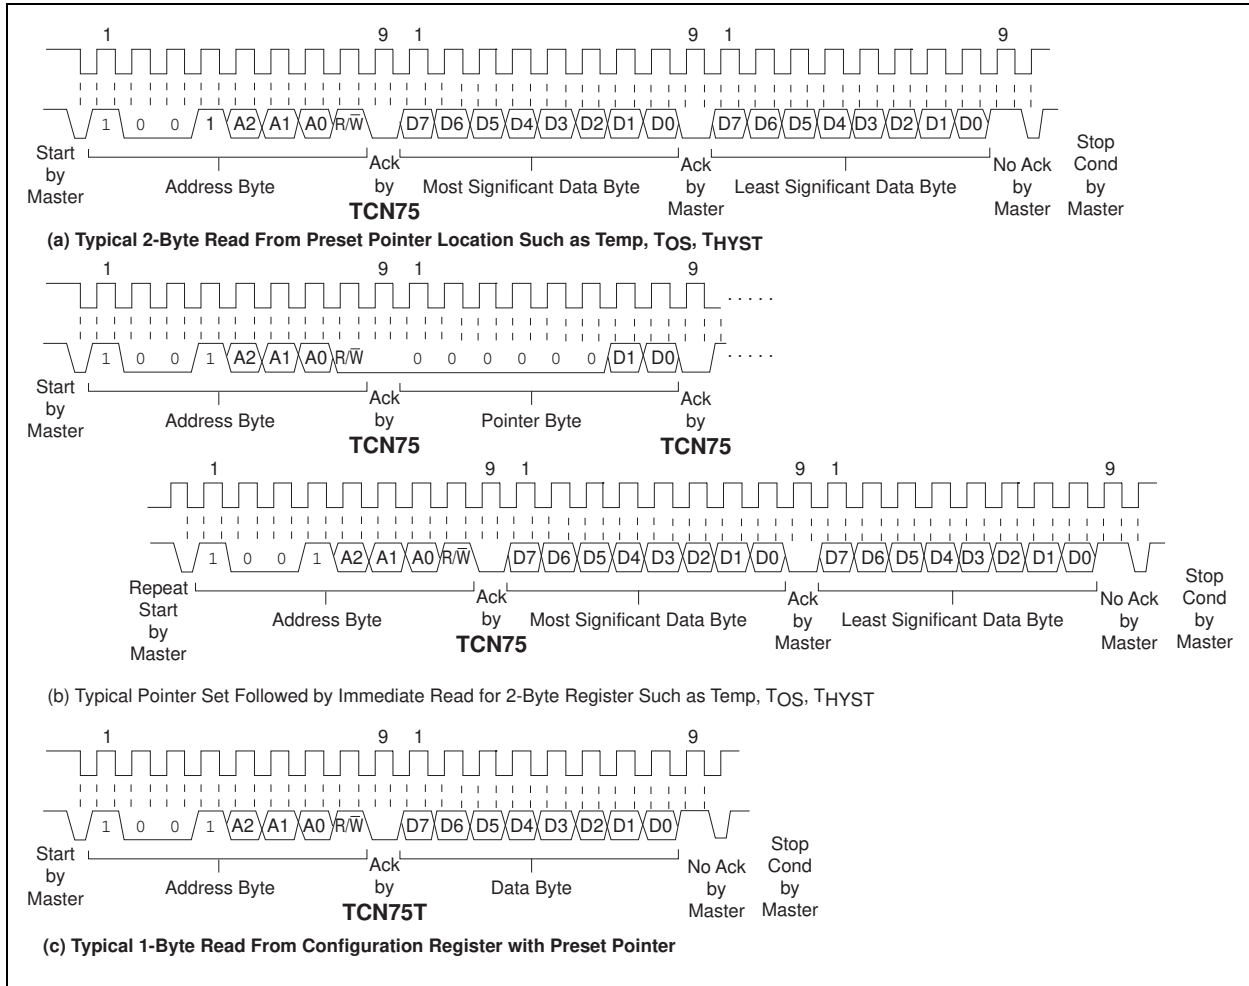 1 9 1 9 1 9
1 0 0 1 A2 A1 A0 R/W̅ D7 D6 D5 D4 D3 D2 D1 D0 D7 D6 D5 D4 D3 D2 D1 D0
Start by Master
Address Byte
Ack by TCN75
Most Significant Data Byte
Ack by Master
Least Significant Data Byte
No Ack by Master
Stop Cond by Master
(a) Typical 2-Byte Read From Preset Pointer Location Such as Temp, TOS, THYST
1 9 1 9
1 0 0 1 A2 A1 A0 R/W̅ 0 0 0 0 0 0 D1 D0
. . . . .
. . . . .
Start by Master
Address Byte
Ack by TCN75
Pointer Byte
Ack by TCN75
1 9 1 9 1 9
1 0 0 1 A2 A1 A0 R/W̅ D7 D6 D5 D4 D3 D2 D1 D0 D7 D6 D5 D4 D3 D2 D1 D0
Repeat Start by Master
Address Byte
Ack by TCN75
Most Significant Data Byte
Ack by Master
Least Significant Data Byte
No Ack by Master
Stop Cond by Master
(b) Typical Pointer Set Followed by Immediate Read for 2-Byte Register Such as Temp, TOS, THYST
1 9 1 9
1 0 0 1 A2 A1 A0 R/W̅ D7 D6 D5 D4 D3 D2 D1 D0
Start by Master
Address Byte
Ack by TCN75T
Data Byte
No Ack by Master
Stop Cond by Master
(c) Typical 1-Byte Read From Configuration Register with Preset Pointer